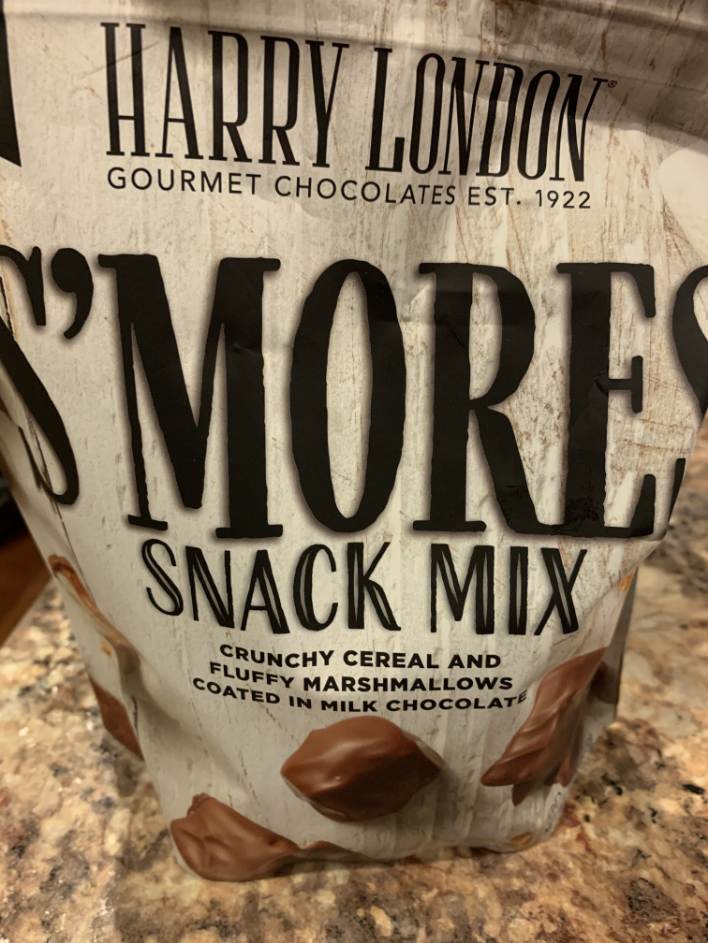 HARRY LONDON®
GOURMET CHOCOLATES EST. 1922
S'MORES
SNACK MIX
CRUNCHY CEREAL AND
FLUFFY MARSHMALLOWS
COATED IN MILK CHOCOLATE